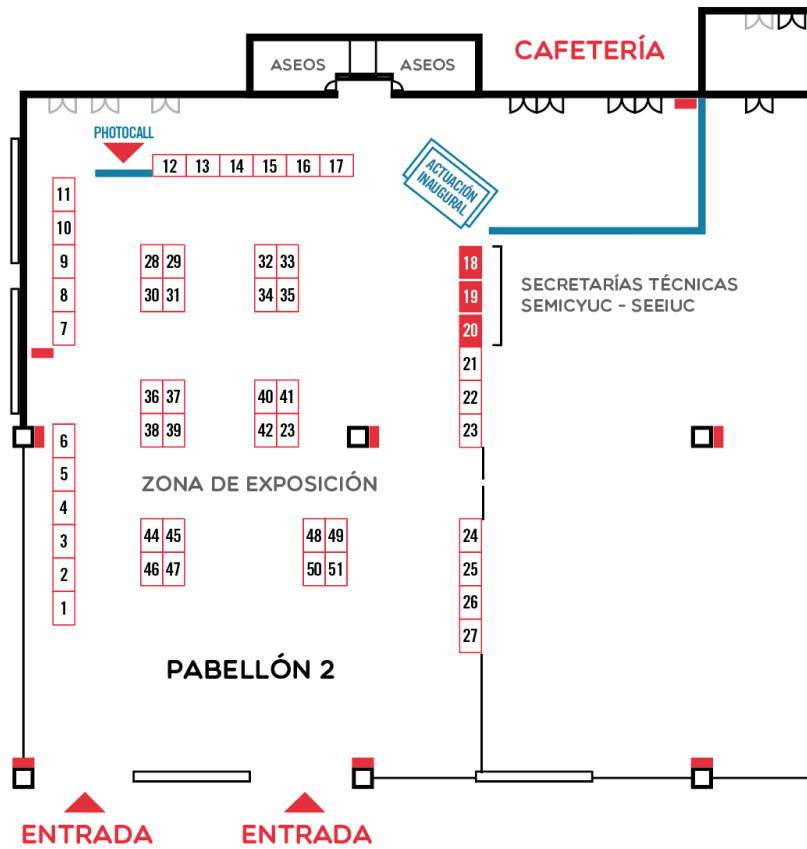 CAFETERÍA
ASEOS
ASEOS
PHOTOCALL
12 13 14 15 16 17
ACTUACIÓN
INAUGURAL
11
10
9
8
7
28 29
30 31
32 33
34 35
18
19
20
21
22
23
SECRETARÍAS TÉCNICAS
SEMICYUC - SEEIUC
36 37
38 39
40 41
42 23
6
5
4
3
2
1
ZONA DE EXPOSICIÓN
44 45
46 47
48 49
50 51
24
25
26
27
PABELLÓN 2
ENTRADA
ENTRADA